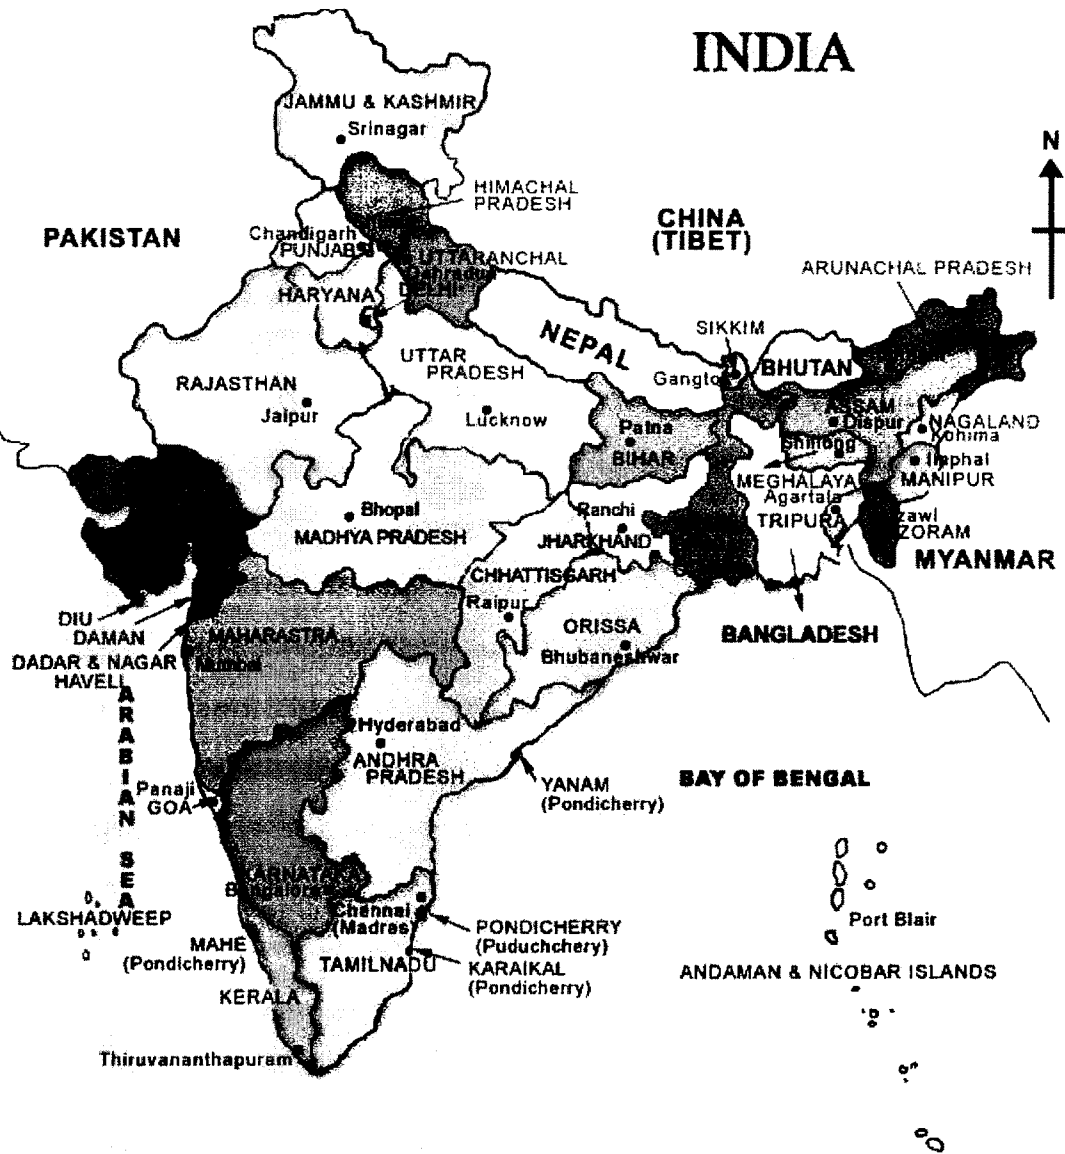 INDIA
JAMMU & KASHMIR
Srinagar
N
HIMACHAL
PRADESH
CHINA
(TIBET)
PAKISTAN
Chandigarh
PUNJAB
UTTARANCHAL
Dehradun
DELHI
HARYANA
ARUNACHAL PRADESH
SIKKIM
NEPAL
BHUTAN
Gangto
UTTAR
PRADESH
RAJASTHAN
Jaipur
Lucknow
ASSAM
Dispur
NAGALAND
Kohima
Patna
BIHAR
Shillong
Imphal
MEGHALAYA
MANIPUR
Agartala
TRIPURA
zawl
ZORAM
MYANMAR
Bhopal
MADHYA PRADESH
Ranchi
JHARKHAND
CHHATTISGARH
Raipur
ORISSA
Bhubaneshwar
BANGLADESH
DIU
DAMAN
DADAR & NAGAR
HAVELI
MAHARASTRA
Mumbai
ARABIAN SEA
Hyderabad
ANDHRA
PRADESH
Panaji
GOA
YANAM
(Pondicherry)
BAY OF BENGAL
KARNATAKA
Bangalore
Chennai
(Madras)
LAKSHADWEEP
MAHE
(Pondicherry)
PONDICHERRY
(Puduchchery)
TAMILNADU
KARAIKAL
(Pondicherry)
KERALA
Thiruvananthapuram
Port Blair
ANDAMAN & NICOBAR ISLANDS